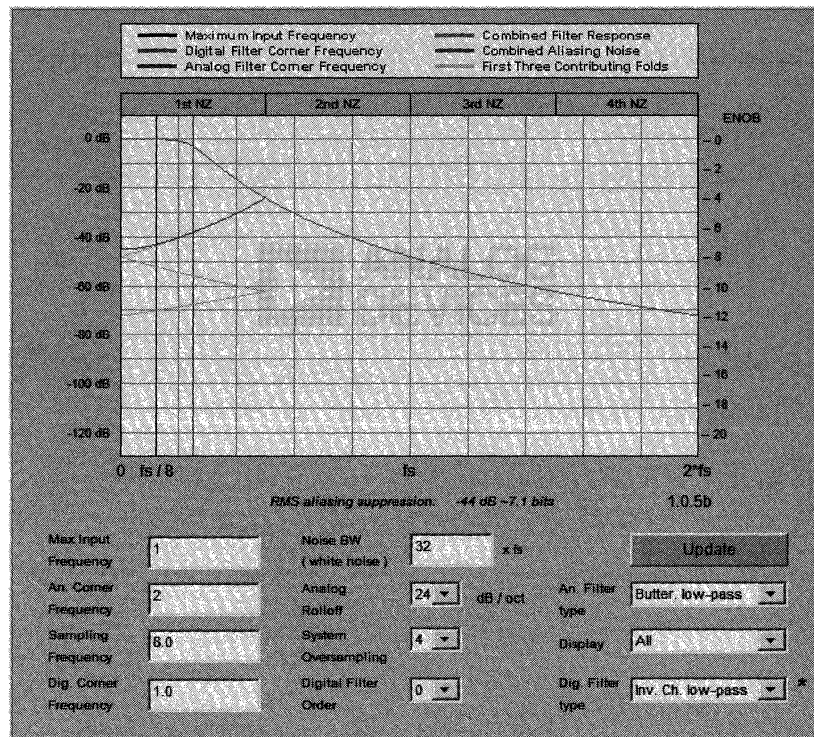 Maximum Input Frequency
Digital Filter Corner Frequency
Analog Filter Corner Frequency
Combined Filter Response
Combined Aliasing Noise
First Three Contributing Folds
1st NZ 2nd NZ 3rd NZ 4th NZ
ENOB
0 dB
-20 dB
-40 dB
-60 dB
-80 dB
-100 dB
-120 dB
0
2
4
6
8
10
12
14
16
18
20
0 fs / 8 fs 2*fs
RMS aliasing suppression. -44 dB ~7.1 bits 1.0.5b
Max Input Frequency 1
Noise BW ( white noise ) 32 x fs
Update
An. Corner Frequency 2
Analog Rolloff 24 dB / oct
An. Filter type Butter. low-pass
Sampling Frequency 8.0
System Oversampling 4
Display All
Dig. Corner Frequency 1.0
Digital Filter Order 0
Dig. Filter type Inv. Ch. low-pass *